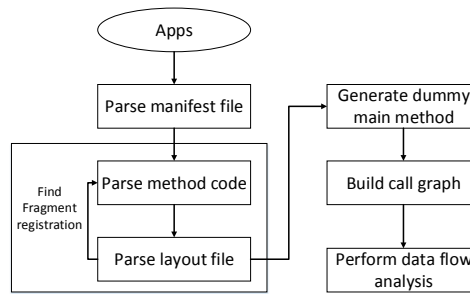 Apps
Parse manifest file
Find
Fragment
registration
Parse method code
Parse layout file
Generate dummy
main method
Build call graph
Perform data flow
analysis